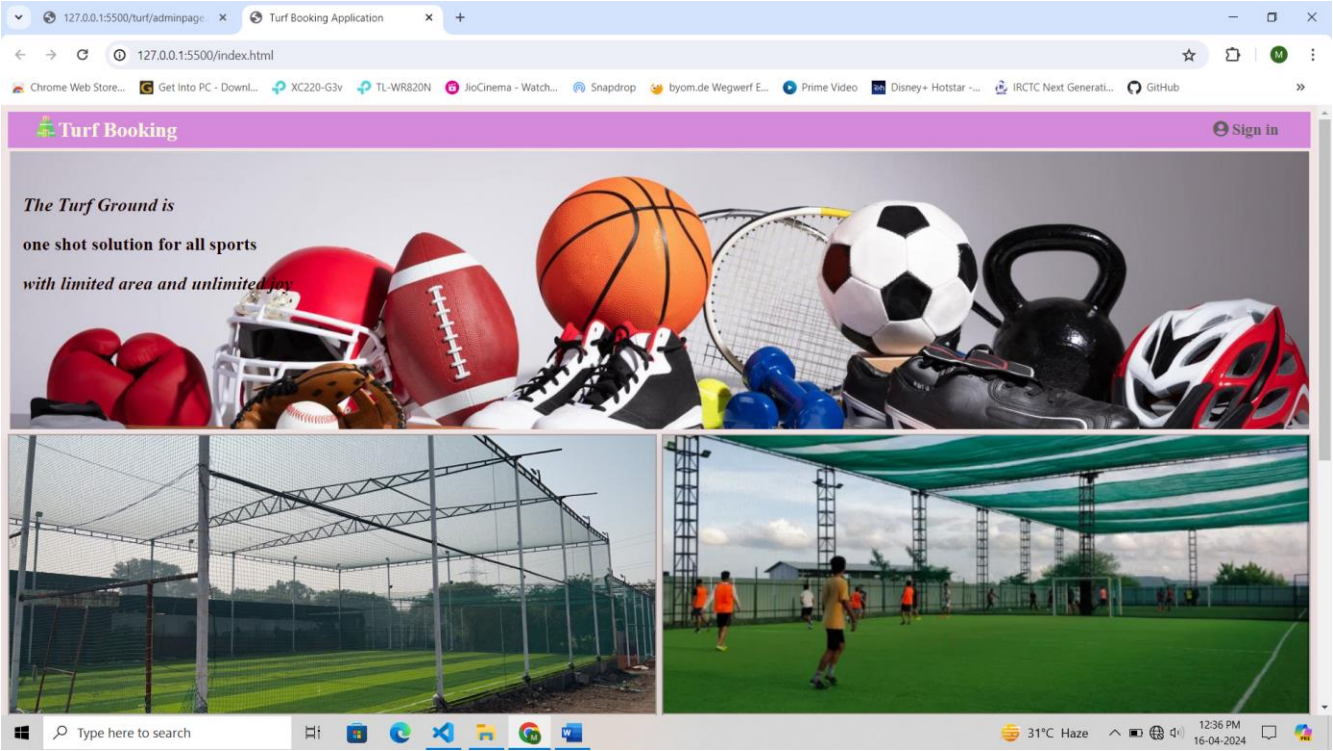 127.0.0.1:5500/turf/adminpage
Turf Booking Application
127.0.0.1:5500/index.html
M
Chrome Web Store...
Get Into PC - Downl...
XC220-G3v
TL-WR820N
JioCinema - Watch...
Snapdrop
byom.de Wegwerf E...
Prime Video
Disney+ Hotstar -...
IRCTC Next Generati...
GitHub
Turf Booking
Sign in
The Turf Ground is
one shot solution for all sports
with limited area and unlimited joy
Type here to search
31°C Haze
12:36 PM
16-04-2024